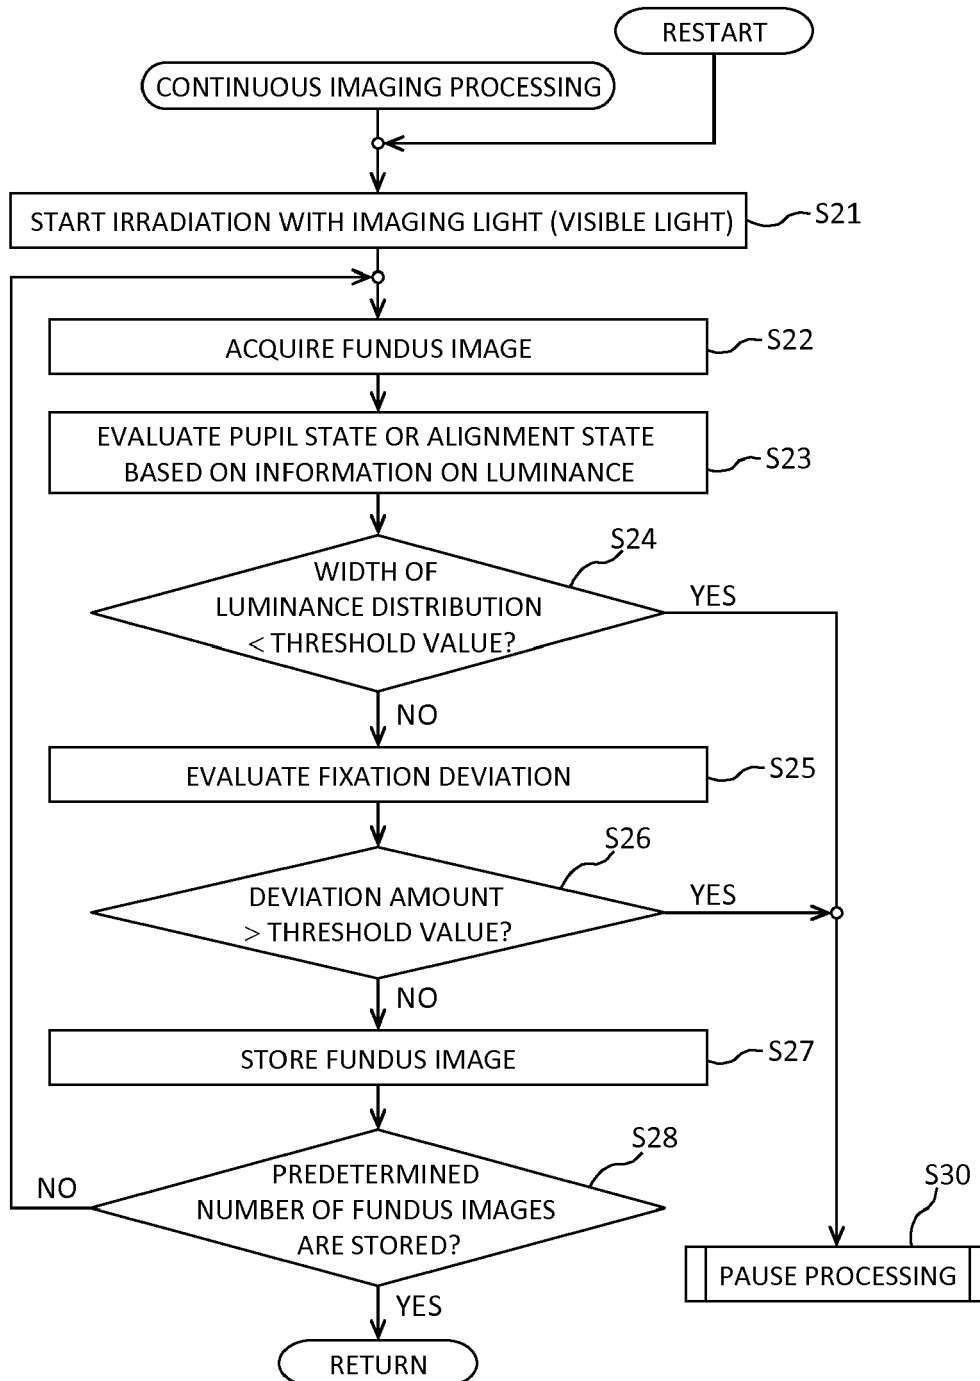 RESTART
CONTINUOUS IMAGING PROCESSING
START IRRADIATION WITH IMAGING LIGHT (VISIBLE LIGHT)
S21
ACQUIRE FUNDUS IMAGE
S22
EVALUATE PUPIL STATE OR ALIGNMENT STATE
BASED ON INFORMATION ON LUMINANCE
S23
S24
WIDTH OF
LUMINANCE DISTRIBUTION
< THRESHOLD VALUE?
YES
NO
EVALUATE FIXATION DEVIATION
S25
S26
DEVIATION AMOUNT
> THRESHOLD VALUE?
YES
NO
STORE FUNDUS IMAGE
S27
S28
PREDETERMINED
NUMBER OF FUNDUS IMAGES
ARE STORED?
NO
YES
S30
PAUSE PROCESSING
RETURN